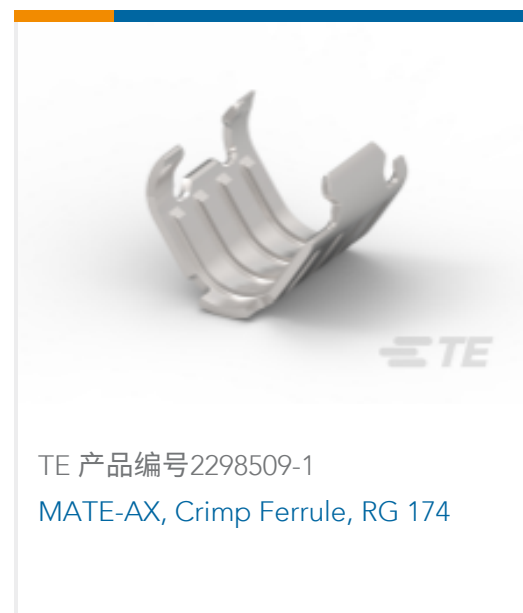 TE
TE 产品编号2298509-1
MATE-AX, Crimp Ferrule, RG 174